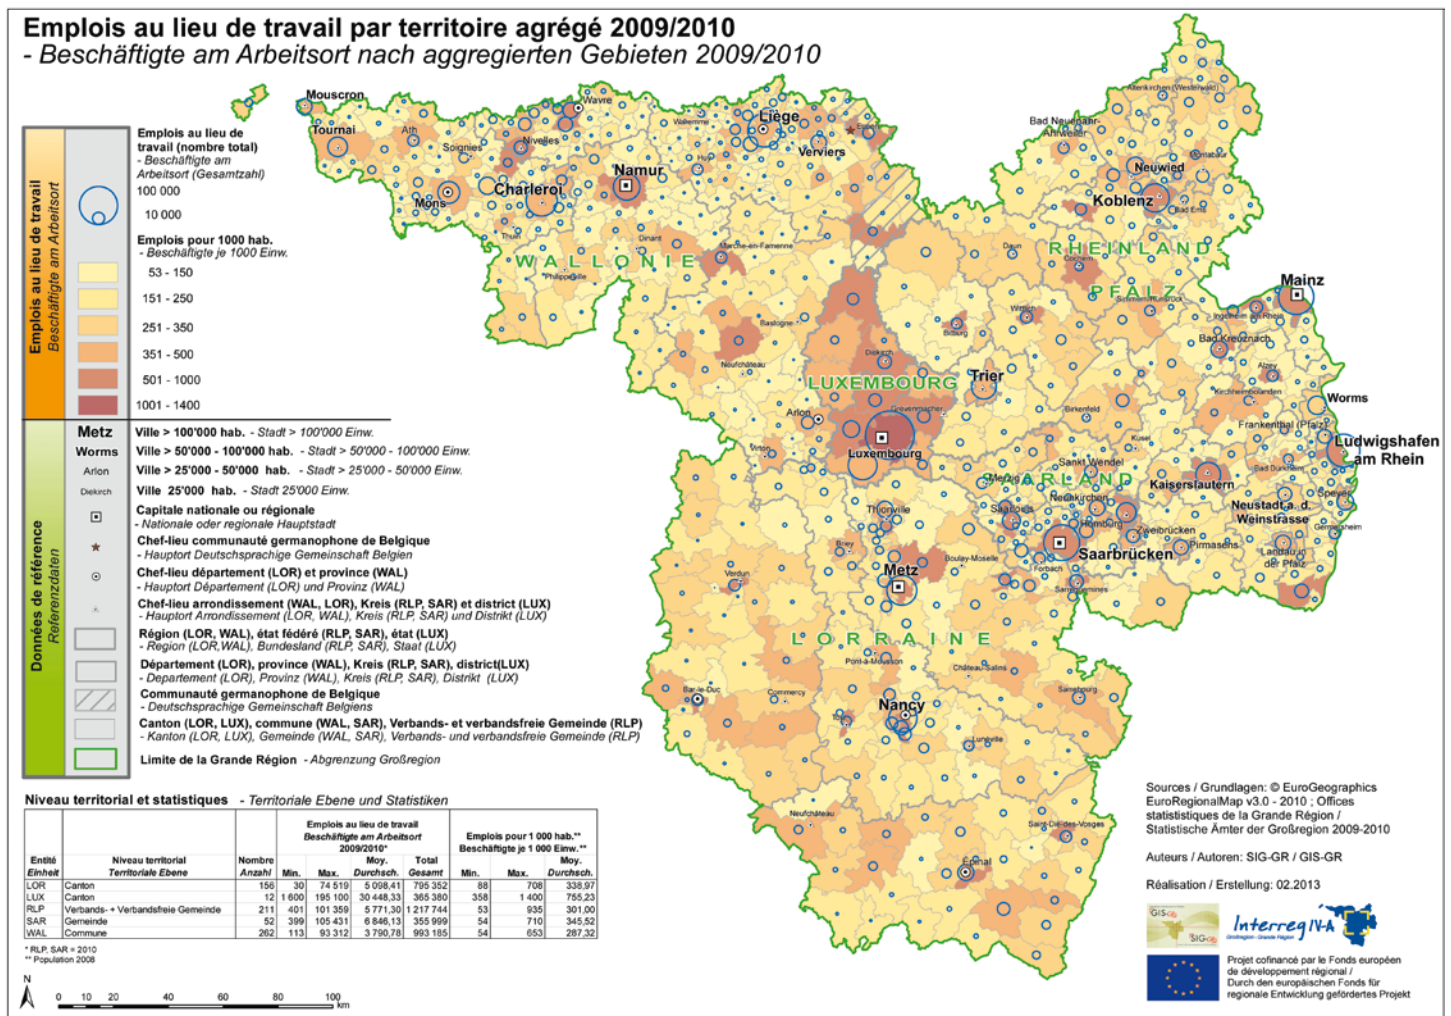 Emplois au lieu de travail par territoire agrégé 2009/2010
- Beschäftigte am Arbeitsort nach aggregierten Gebieten 2009/2010
Emplois au lieu de travail
Beschäftigte am Arbeitsort
Emplois au lieu de
travail (nombre total)
- Beschäftigte am
Arbeitsort (Gesamtzahl)
100 000
10 000
Emplois pour 1000 hab.
- Beschäftigte je 1000 Einw.
53 - 150
151 - 250
251 - 350
351 - 500
501 - 1000
1001 - 1400
Données de référence
Referenzdaten
Metz Ville > 100'000 hab. - Stadt > 100'000 Einw.
Worms Ville > 50'000 - 100'000 hab. - Stadt > 50'000 - 100'000 Einw.
Arlon Ville > 25'000 - 50'000 hab. - Stadt > 25'000 - 50'000 Einw.
Diekirch Ville 25'000 hab. - Stadt 25'000 Einw.
Capitale nationale ou régionale
- Nationale oder regionale Hauptstadt
Chef-lieu communauté germanophone de Belgique
- Hauptort Deutschsprachige Gemeinschaft Belgien
Chef-lieu département (LOR) et province (WAL)
- Hauptort Département (LOR) und Provinz (WAL)
Chef-lieu arrondissement (WAL, LOR), Kreis (RLP, SAR) et district (LUX)
- Hauptort Arrondissement (LOR, WAL), Kreis (RLP, SAR) und Distrikt (LUX)
Région (LOR, WAL), état fédéré (RLP, SAR), état (LUX)
- Region (LOR,WAL), Bundesland (RLP, SAR), Staat (LUX)
Département (LOR), province (WAL), Kreis (RLP, SAR), district(LUX)
- Departement (LOR), Provinz (WAL), Kreis (RLP, SAR), Distrikt (LUX)
Communauté germanophone de Belgique
- Deutschsprachige Gemeinschaft Belgiens
Canton (LOR, LUX), commune (WAL, SAR), Verbands- et verbandsfreie Gemeinde (RLP)
- Kanton (LOR, LUX), Gemeinde (WAL, SAR), Verbands- und verbandsfreie Gemeinde (RLP)
Limite de la Grande Région - Abgrenzung Großregion
Mouscron
Tournai
Ath
Soignies
Mons
Nivelles
Wavre
Charleroi
Thuin
Namur
Dinant
Philippeville
Waremme
Huy
Liège
Verviers
Eupen
Marche-en-Famenne
Bastogne
Neufchâteau
Arlon
Virton
WALLONIE
LUXEMBOURG
Diekirch
Grevenmacher
Luxembourg
RHEINLAND
PFALZ
Altenkirchen (Westerwald)
Bad Neuenahr-
Ahrweiler
Neuwied
Montabaur
Koblenz
Bad Ems
Daun
Cochem
Simmern/Hunsrück
Wittlich
Bitburg
Trier
Mainz
Ingelheim am Rhein
Bad Kreuznach
Alzey
Kirchheimbolanden
Worms
Frankenthal (Pfalz)
Ludwigshafen
am Rhein
Bad Dürkheim
Birkenfeld
Kusel
Kaiserslautern
Neustadt a. d.
Weinstrasse
Speyer
Germersheim
Landau in
der Pfalz
Pirmasens
Zweibrücken
SAARLAND
Sankt Wendel
Merzig
Neunkirchen
Saarlouis
Homburg
Saarbrücken
Forbach
Sarreguemines
Thionville
Briey
Boulay-Moselle
Verdun
Metz
LORRAINE
Pont-à-Mousson
Château-Salins
Sarrebourg
Bar-le-Duc
Commercy
Toul
Nancy
Lunéville
Neufchâteau
Saint-Dié-des-Vosges
Épinal
Niveau territorial et statistiques - Territoriale Ebene und Statistiken
Emplois au lieu de travail
Beschäftigte am Arbeitsort
2009/2010*
Emplois pour 1 000 hab.**
Beschäftigte je 1 000 Einw.**
Entité Niveau territorial Nombre Moy. Total Moy.
Einheit Territoriale Ebene Anzahl Min. Max. Durchsch. Gesamt Min. Max. Durchsch.
LOR Canton 156 30 74 519 5 098,41 795 352 88 708 338,97
LUX Canton 12 1 600 195 100 30 448,33 365 380 358 1 400 755,23
RLP Verbands- + Verbandsfreie Gemeinde 211 401 101 359 5 771,30 1 217 744 53 935 301,00
SAR Gemeinde 52 399 105 431 6 846,13 355 999 54 710 345,52
WAL Commune 262 113 93 312 3 790,78 993 185 54 653 287,32
* RLP, SAR = 2010
** Population 2008
N
0 10 20 40 60 80 100
km
Sources / Grundlagen: © EuroGeographics
EuroRegionalMap v3.0 - 2010 ; Offices
statististiques de la Grande Région /
Statistische Ämter der Großregion 2009-2010
Auteurs / Autoren: SIG-GR / GIS-GR
Réalisation / Erstellung: 02.2013
GIS-GR
SIG-GR
Interreg IV-A
Großregion - Grande Région
Projet cofinancé par le Fonds européen
de développement régional /
Durch den europäischen Fonds für
regionale Entwicklung gefördertes Projekt